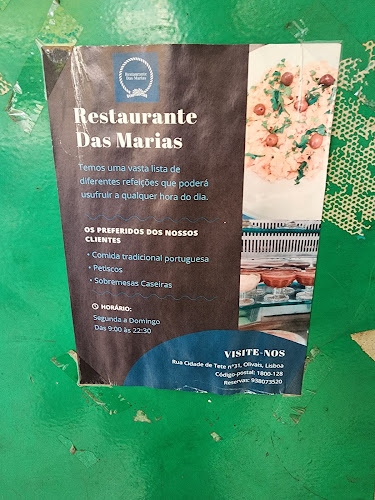 Restaurante
Das Marias
Restaurante
Das Marias
Temos uma vasta lista de
diferentes refeições que poderá
usufruir a qualquer hora do dia.
OS PREFERIDOS DOS NOSSOS
CLIENTES
• Comida tradicional portuguesa
• Petiscos
• Sobremesas Caseiras
HORÁRIO:
Segunda a Domingo
Das 9:00 às 22:30
VISITE-NOS
Rua Cidade de Tete nº31, Olivais, Lisboa
Código-postal: 1800-128
Reservas: 938073520